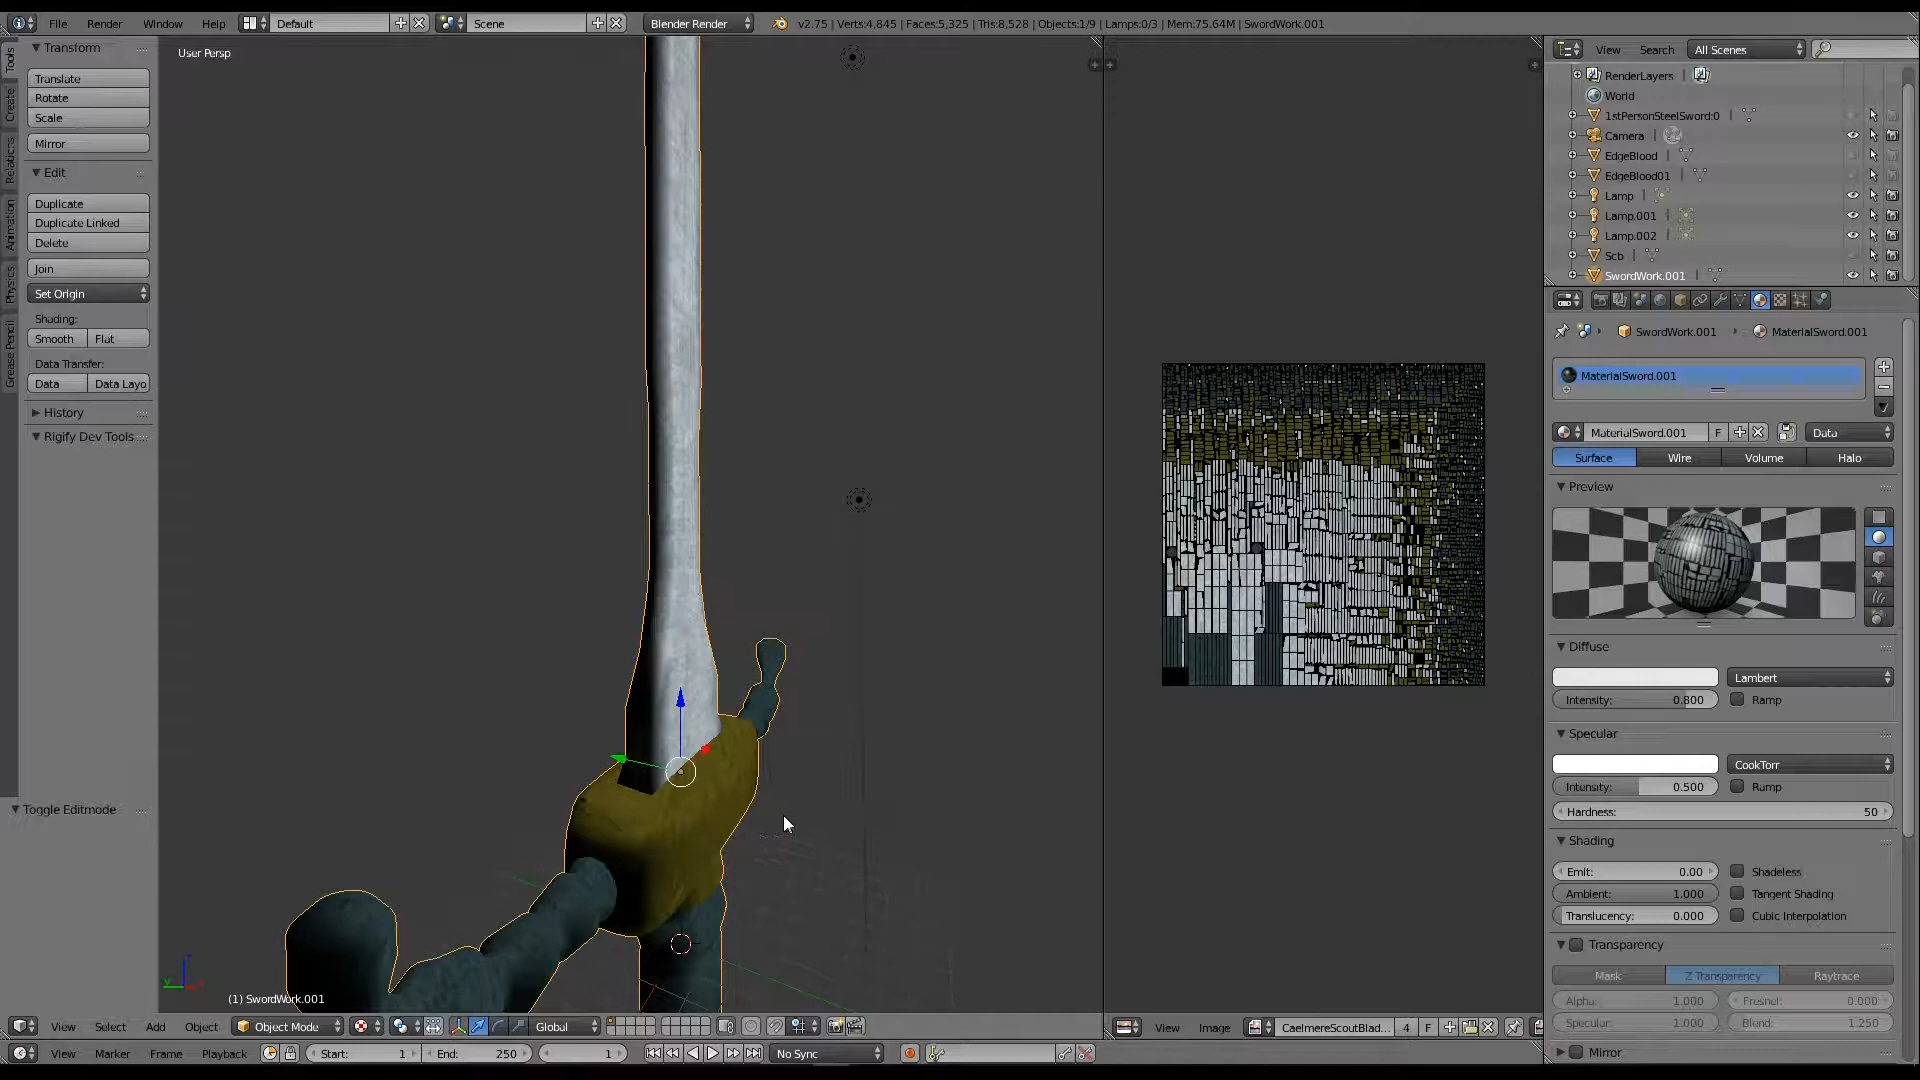 File Render Window Help Default Scene Blender Render v2.75 | Verts:4,845 | Faces:5,325 | Tris:8,528 | Objects:1/9 | Lamps:0/3 | Mem:75.64M | SwordWork.001
Tools
Create
Relations
Animation
Physics
Grease Pencil
Transform
Translate
Rotate
Scale
Mirror
Edit
Duplicate
Duplicate Linked
Delete
Join
Set Origin
Shading:
Smooth Flat
Data Transfer:
Data Data Layo
History
Rigify Dev Tools
Toggle Editmode
User Persp
(1) SwordWork.001
View Select Add Object Object Mode Global
View Image CaelmereScoutBlad... 4 F
View Marker Frame Playback Start: 1 End: 250 1 No Sync
View Search All Scenes
RenderLayers
World
1stPersonSteelSword:0
Camera
EdgeBlood
EdgeBlood01
Lamp
Lamp.001
Lamp.002
Scb
SwordWork.001
SwordWork.001 MaterialSword.001
MaterialSword.001
MaterialSword.001 F Data
Surface Wire Volume Halo
Preview
Diffuse
Lambert
Intensity: 0.800 Ramp
Specular
CookTorr
Intensity: 0.500 Ramp
Hardness: 50
Shading
Emit: 0.00 Shadeless
Ambient: 1.000 Tangent Shading
Translucency: 0.000 Cubic Interpolation
Transparency
Mask Z Transparency Raytrace
Alpha: 1.000 Fresnel: 0.000
Specular: 1.000 Blend: 1.250
Mirror